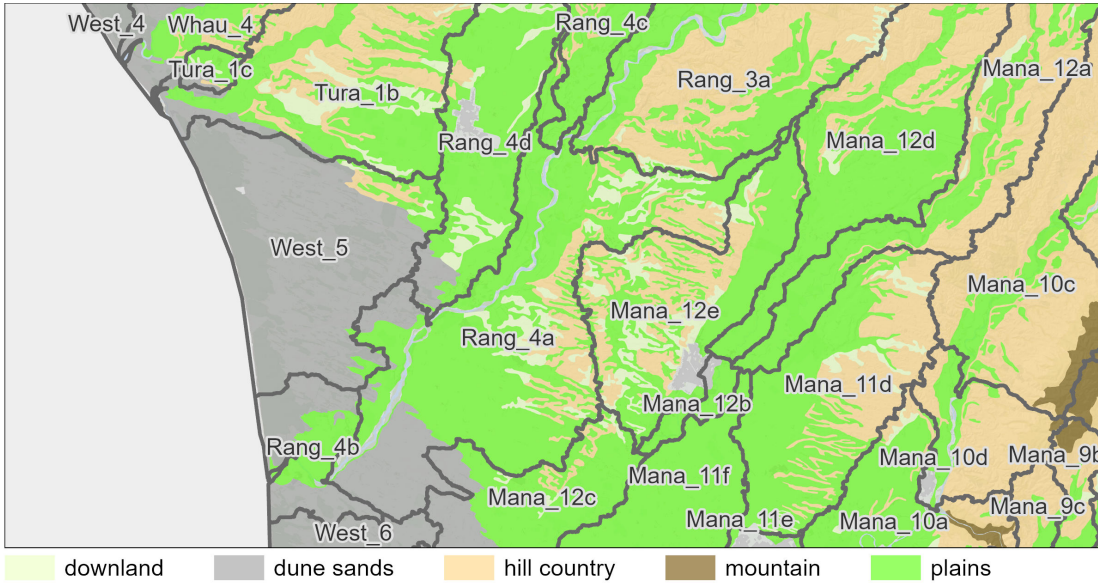 West_4
Whau_4
Rang_4c
Tura_1c
Tura_1b
Rang_3a
Mana_12a
Rang_4d
Mana_12d
West_5
Mana_10c
Mana_12e
Rang_4a
Mana_11d
Mana_12b
Rang_4b
Mana_10d
Mana_9b
Mana_11f
Mana_12c
Mana_9c
Mana_11e
Mana_10a
West_6
downland
dune sands
hill country
mountain
plains